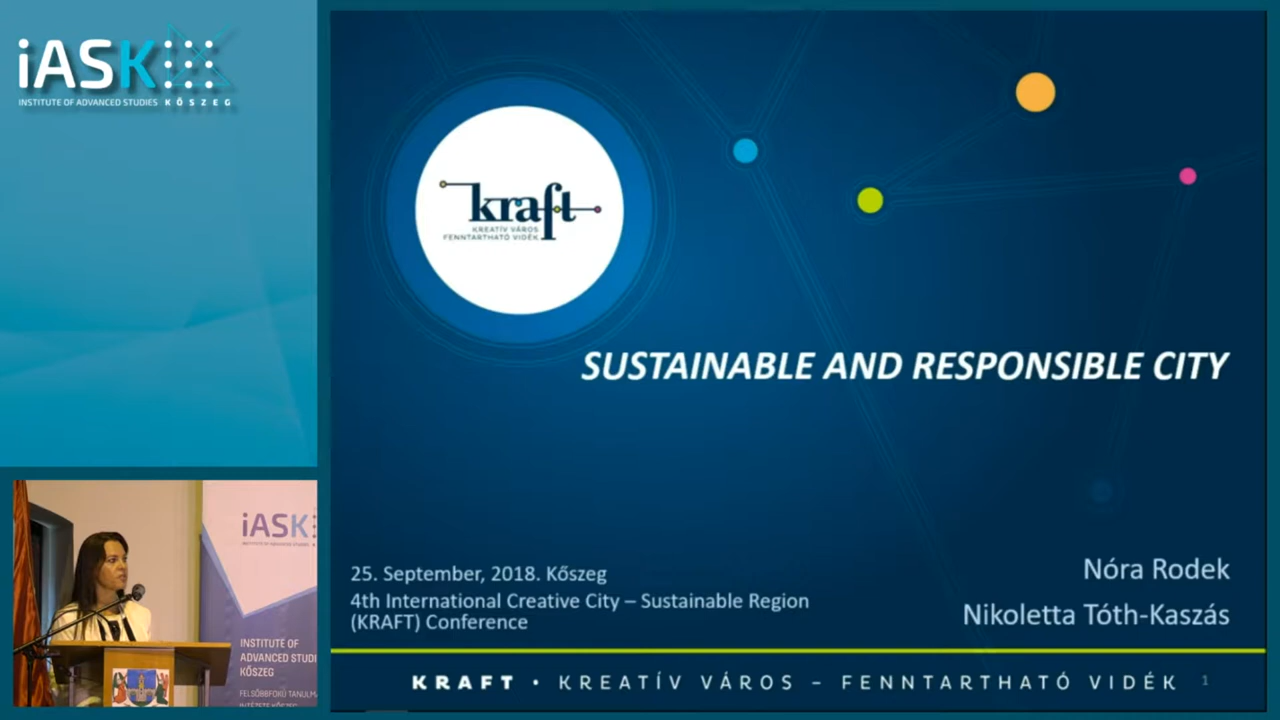 iASK
INSTITUTE OF ADVANCED STUDIES KŐSZEG
kraft
KREATÍV VÁROS
FENNTARTHATÓ VIDÉK
SUSTAINABLE AND RESPONSIBLE CITY
25. September, 2018. Kőszeg
4th International Creative City – Sustainable Region
(KRAFT) Conference
Nóra Rodek
Nikoletta Tóth-Kaszás
KRAFT • KREATÍV VÁROS – FENNTARTHATÓ VIDÉK 1
iASK
INSTITUTE OF
ADVANCED STUDI
KŐSZEG
FELSŐBBFOKÚ TANULM
INTÉZETE KŐSZEG